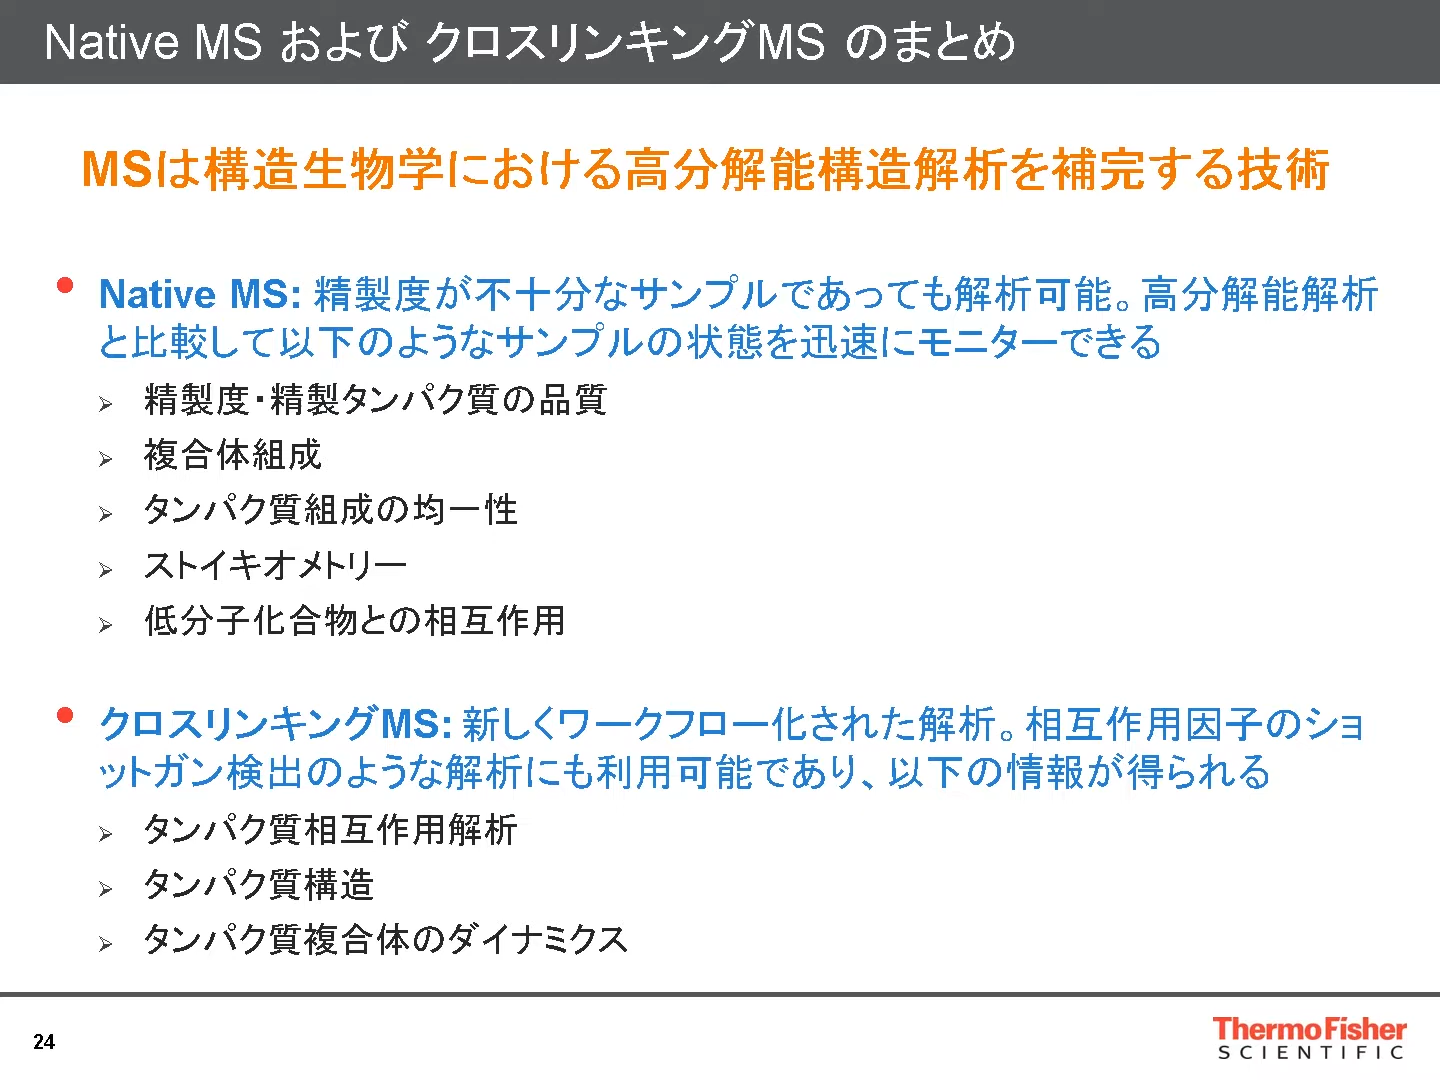 Native MS および クロスリンキングMS のまとめ
MSは構造生物学における高分解能構造解析を補完する技術
• Native MS: 精製度が不十分なサンプルであっても解析可能。高分解能解析
と比較して以下のようなサンプルの状態を迅速にモニターできる
➢ 精製度・精製タンパク質の品質
➢ 複合体組成
➢ タンパク質組成の均一性
➢ ストイキオメトリー
➢ 低分子化合物との相互作用
• クロスリンキングMS: 新しくワークフロー化された解析。相互作用因子のショ
ットガン検出のような解析にも利用可能であり、以下の情報が得られる
➢ タンパク質相互作用解析
➢ タンパク質構造
➢ タンパク質複合体のダイナミクス
24
ThermoFisher
SCIENTIFIC